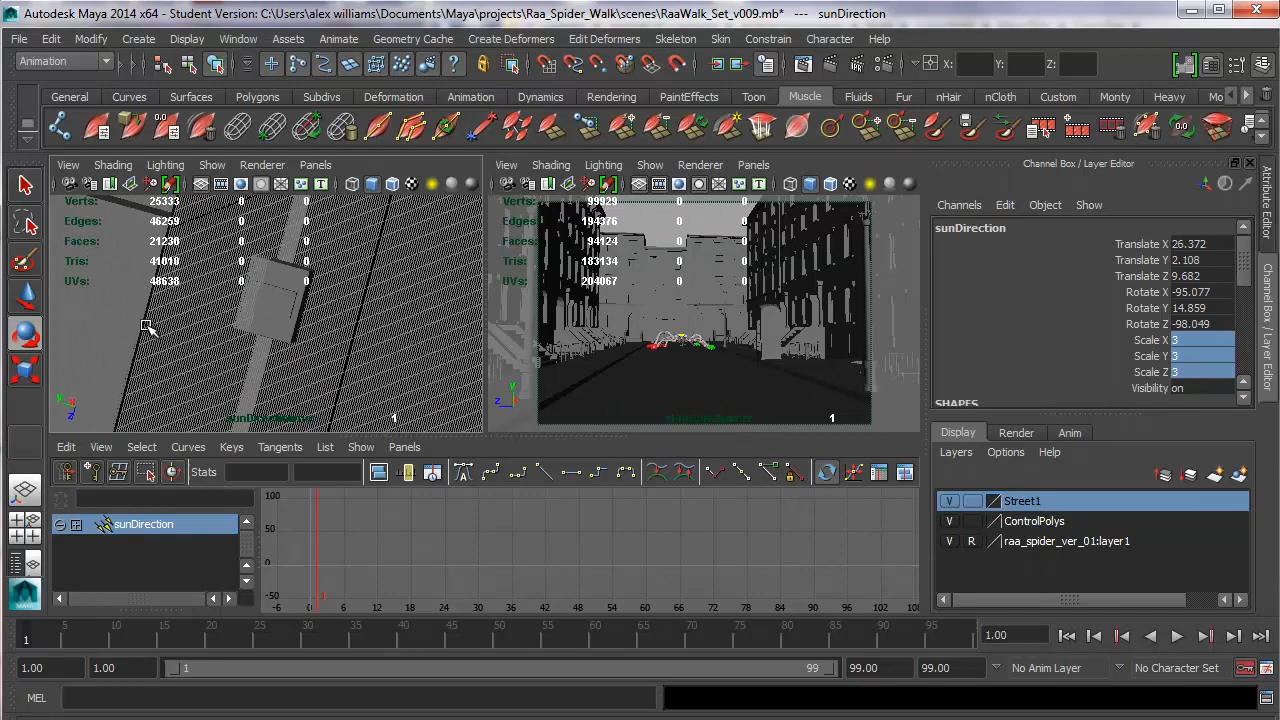 Autodesk Maya 2014 x64 - Student Version: C:\Users\alex williams\Documents\Maya\projects\Raa_Spider_Walk\scenes\RaaWalk_Set_v009.mb* --- sunDirection
File Edit Modify Create Display Window Assets Animate Geometry Cache Create Deformers Edit Deformers Skeleton Skin Constrain Character Help
Animation X: Y: Z:
General Curves Surfaces Polygons Subdivs Deformation Animation Dynamics Rendering PaintEffects Toon Muscle Fluids Fur nHair nCloth Custom Monty Heavy Mo
0.0 0.0
View Shading Lighting Show Renderer Panels View Shading Lighting Show Renderer Panels Channel Box / Layer Editor
Verts: 25333 0 0 Verts: 99929 0 0
Edges: 46259 0 0 Edges: 194376 0 0
Faces: 21230 0 0 Faces: 94124 0 0
Tris: 41010 0 0 Tris: 183134 0 0
UVs: 48638 0 0 UVs: 204067 0 0
1 1
Channels Edit Object Show
sunDirection
Translate X 26.372
Translate Y 2.108
Translate Z 9.682
Rotate X -95.077
Rotate Y 14.859
Rotate Z -98.049
Scale X 3
Scale Y 3
Scale Z 3
Visibility on
SHAPES
Attribute Editor
Channel Box / Layer Editor
Display Render Anim
Layers Options Help
V Street1
V ControlPolys
V R raa_spider_ver_01:layer1
Edit View Select Curves Keys Tangents List Show Panels
Stats
sunDirection
100
50
0
-50
-6 0 6 12 18 24 30 36 42 48 54 60 66 72 78 84 90 96 102 108
1 5 10 15 20 25 30 35 40 45 50 55 60 65 70 75 80 85 90 95 1.00
1.00 1.00 1 99 99.00 99.00 No Anim Layer No Character Set
MEL